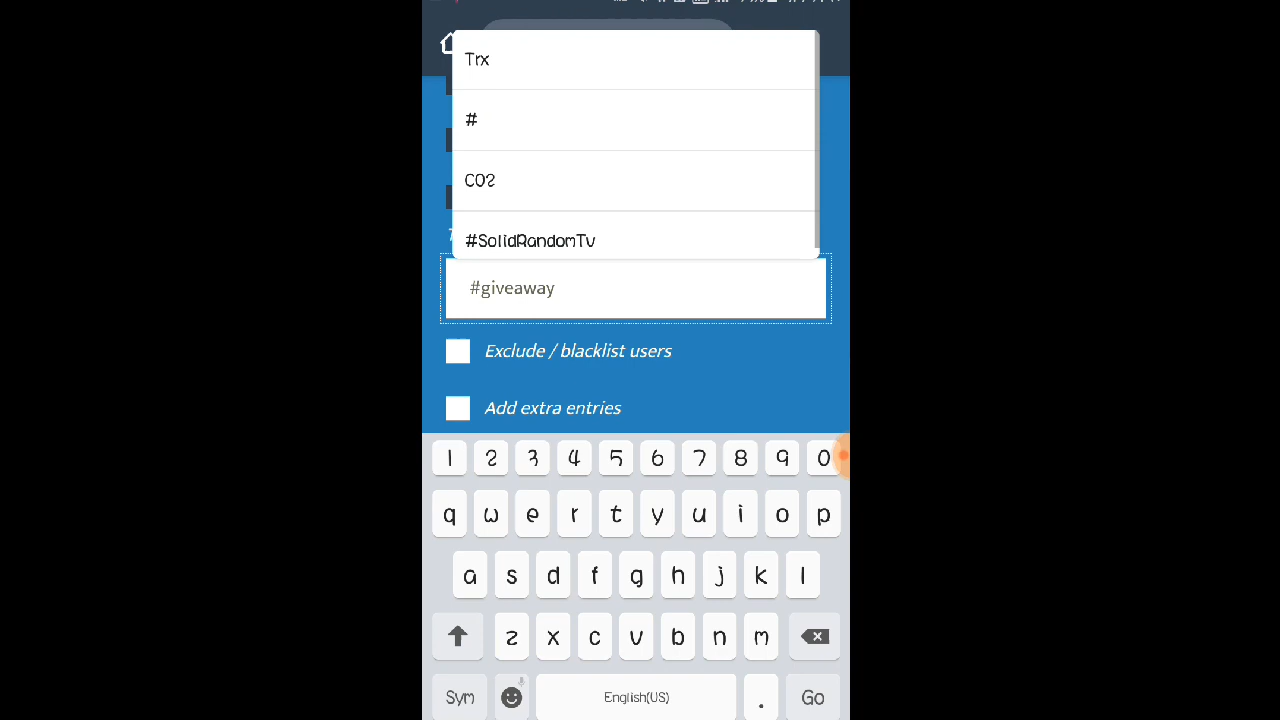 Trx
#
CO2
#SolidRandomTv
#giveaway
Exclude / blacklist users
Add extra entries
1 2 3 4 5 6 7 8 9 0
q w e r t y u i o p
a s d f g h j k l
z x c v b n m
Sym English(US) . Go